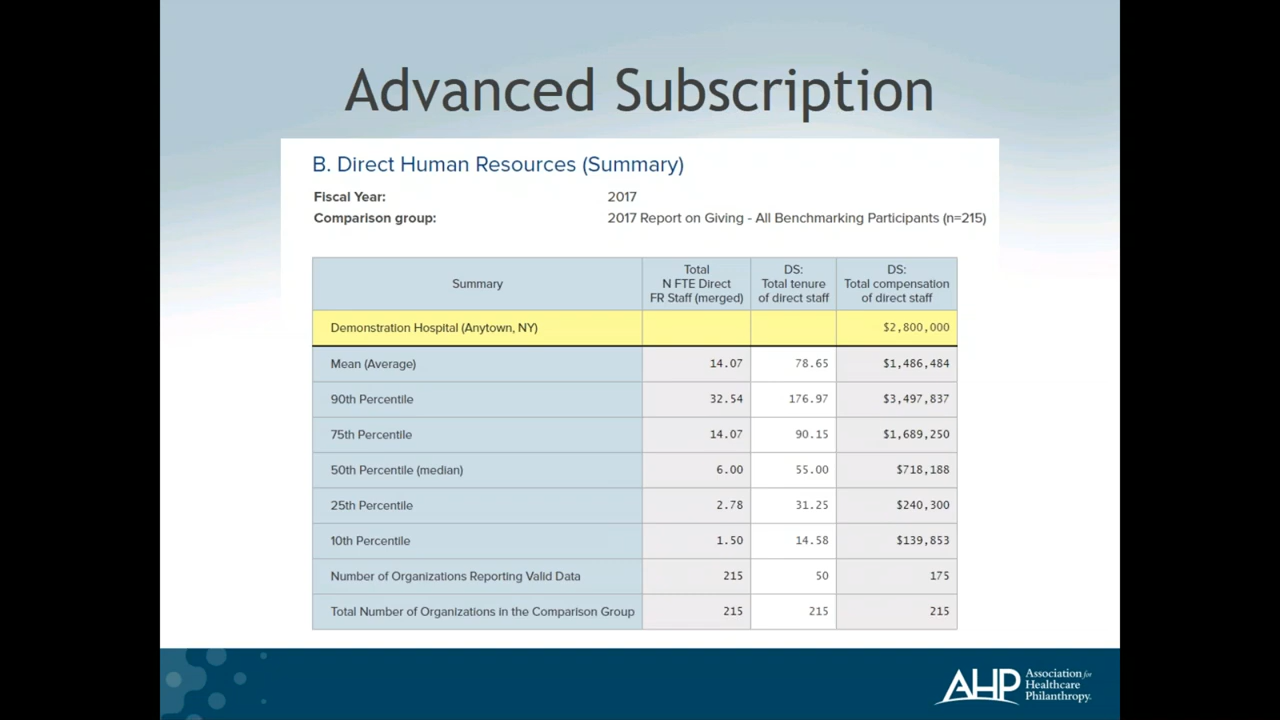 Advanced Subscription
B. Direct Human Resources (Summary)
Fiscal Year: 2017
Comparison group: 2017 Report on Giving - All Benchmarking Participants (n=215)
Summary
Total
N FTE Direct
FR Staff (merged)
DS:
Total tenure
of direct staff
DS:
Total compensation
of direct staff
Demonstration Hospital (Anytown, NY) $2,800,000
Mean (Average) 14.07 78.65 $1,486,484
90th Percentile 32.54 176.97 $3,497,837
75th Percentile 14.07 90.15 $1,689,250
50th Percentile (median) 6.00 55.00 $718,188
25th Percentile 2.78 31.25 $240,300
10th Percentile 1.50 14.58 $139,853
Number of Organizations Reporting Valid Data 215 50 175
Total Number of Organizations in the Comparison Group 215 215 215
AHP
Association for
Healthcare
Philanthropy.